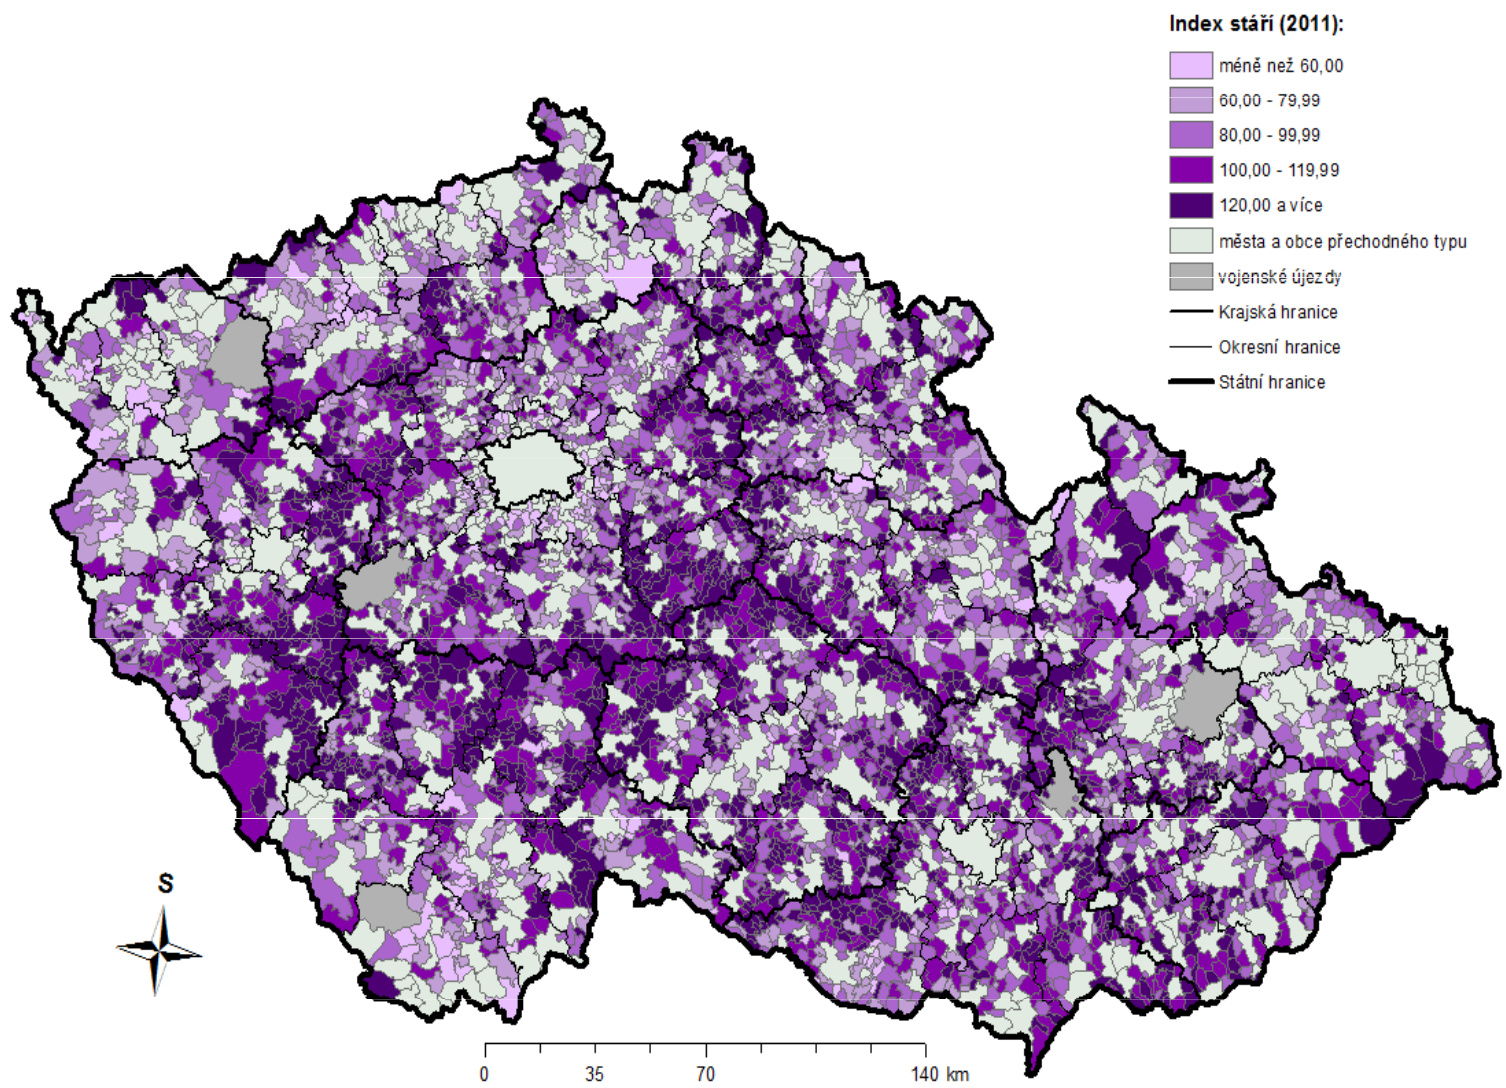 Index stáří (2011):
méně než 60,00
60,00 - 79,99
80,00 - 99,99
100,00 - 119,99
120,00 a více
města a obce přechodného typu
vojenské újezdy
Krajská hranice
Okresní hranice
Státní hranice
S
0 35 70 140 km